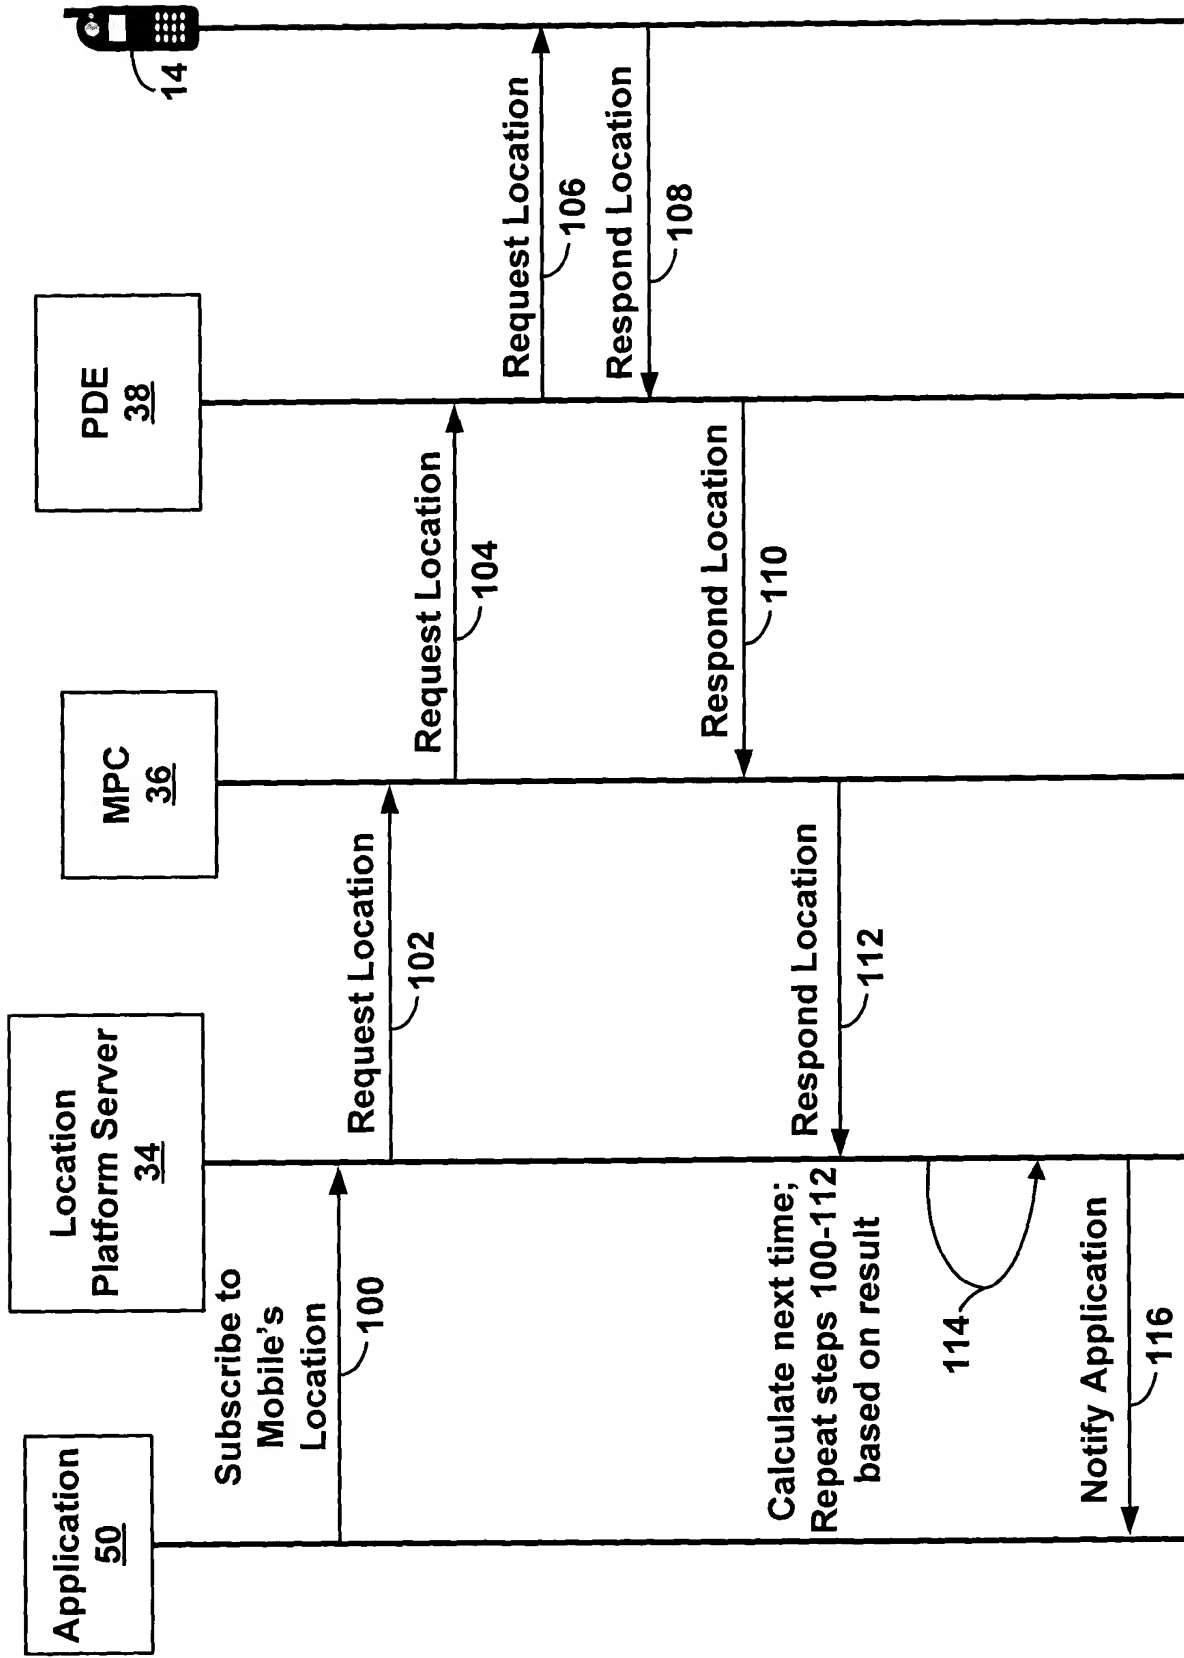 Application
50
Location
Platform Server
34
MPC
36
PDE
38
14
Subscribe to
Mobile's
Location
100
Request Location
102
Request Location
104
Request Location
106
Respond Location
108
Respond Location
110
Respond Location
112
Calculate next time;
Repeat steps 100-112
based on result
114
Notify Application
116